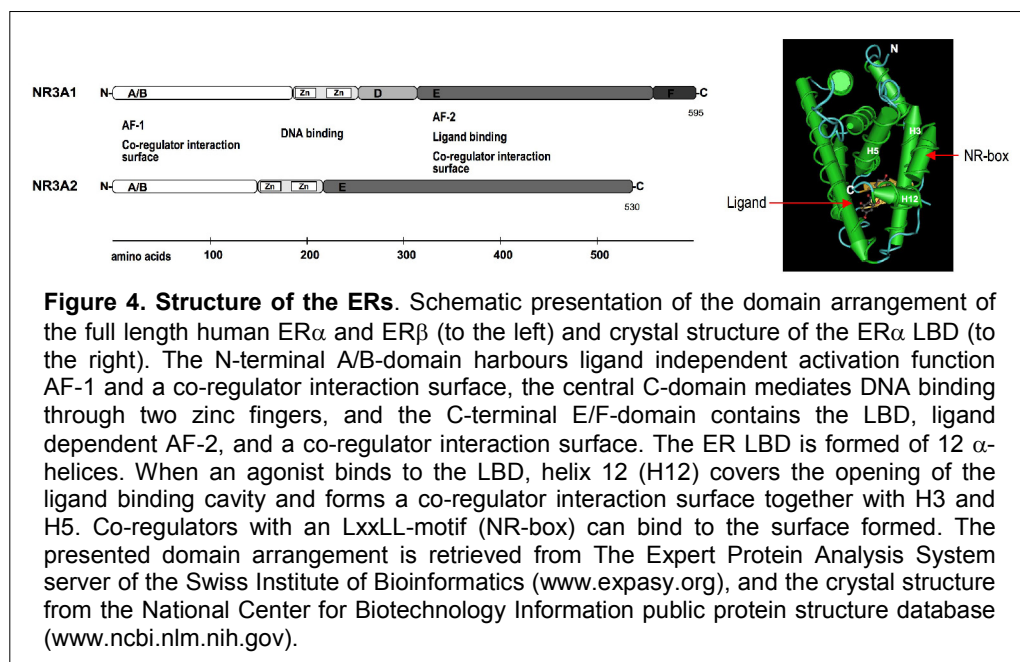 NR3A1 N- A/B Zn Zn D E F -C
595
AF-1
Co-regulator interaction
surface
DNA binding
AF-2
Ligand binding
Co-regulator interaction
surface
NR3A2 N- A/B Zn Zn E -C
530
amino acids 100 200 300 400 500
N
H3
H5
NR-box
C
Ligand
H12
Figure 4. Structure of the ERs. Schematic presentation of the domain arrangement of
the full length human ERα and ERβ (to the left) and crystal structure of the ERα LBD (to
the right). The N-terminal A/B-domain harbours ligand independent activation function
AF-1 and a co-regulator interaction surface, the central C-domain mediates DNA binding
through two zinc fingers, and the C-terminal E/F-domain contains the LBD, ligand
dependent AF-2, and a co-regulator interaction surface. The ER LBD is formed of 12 α-
helices. When an agonist binds to the LBD, helix 12 (H12) covers the opening of the
ligand binding cavity and forms a co-regulator interaction surface together with H3 and
H5. Co-regulators with an LxxLL-motif (NR-box) can bind to the surface formed. The
presented domain arrangement is retrieved from The Expert Protein Analysis System
server of the Swiss Institute of Bioinformatics (www.expasy.org), and the crystal structure
from the National Center for Biotechnology Information public protein structure database
(www.ncbi.nlm.nih.gov).